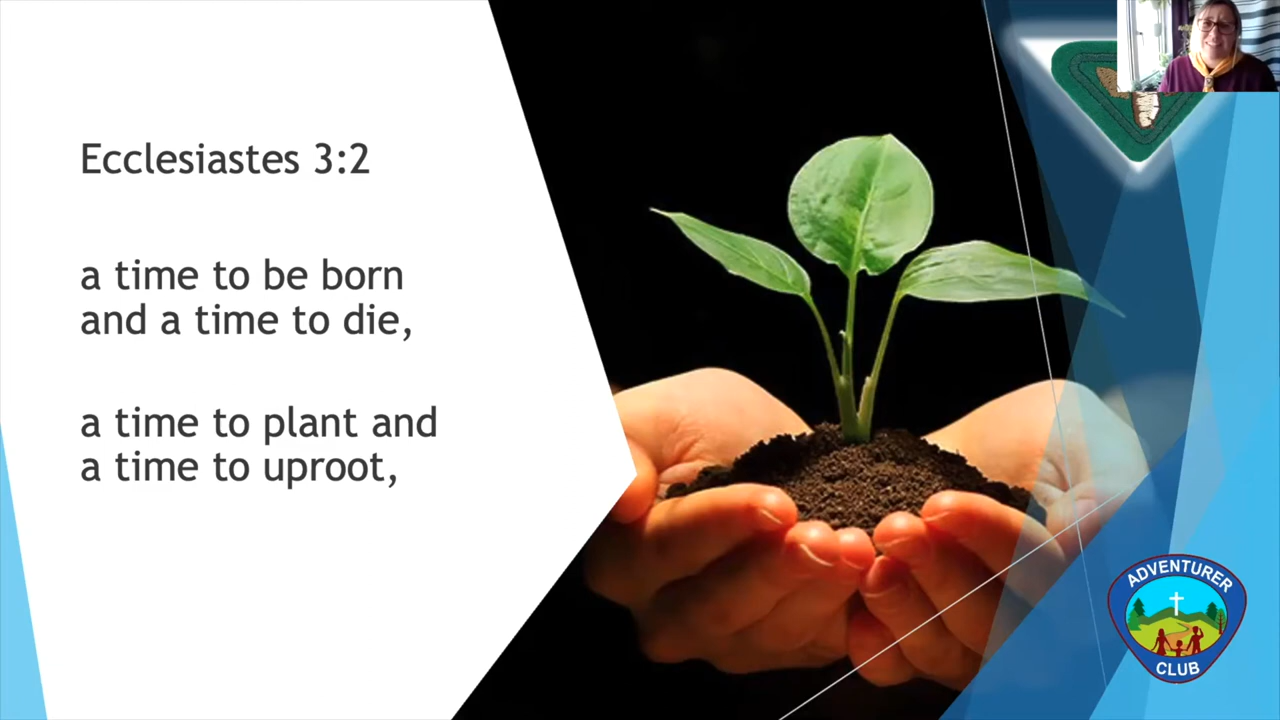 Ecclesiastes 3:2
a time to be born
and a time to die,
a time to plant and
a time to uproot,
ADVENTURER
CLUB